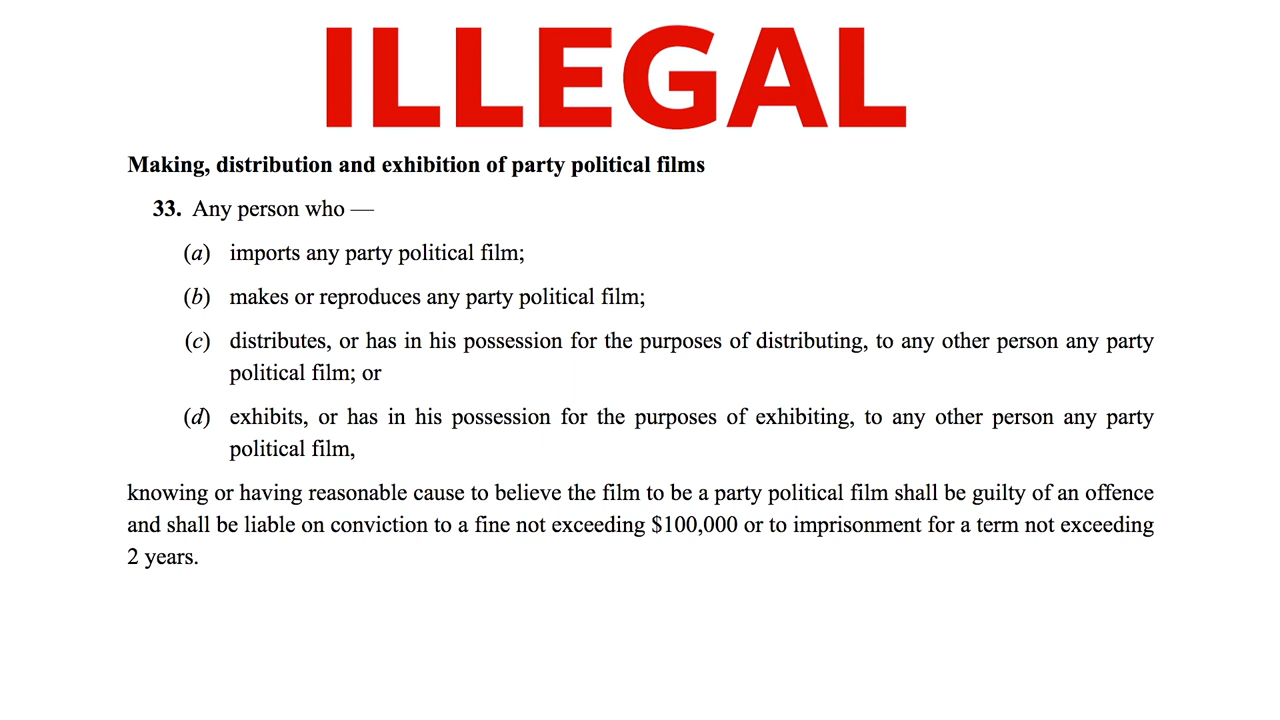 ILLEGAL
Making, distribution and exhibition of party political films
33. Any person who —
(a) imports any party political film;
(b) makes or reproduces any party political film;
(c) distributes, or has in his possession for the purposes of distributing, to any other person any party
political film; or
(d) exhibits, or has in his possession for the purposes of exhibiting, to any other person any party
political film,
knowing or having reasonable cause to believe the film to be a party political film shall be guilty of an offence
and shall be liable on conviction to a fine not exceeding $100,000 or to imprisonment for a term not exceeding
2 years.